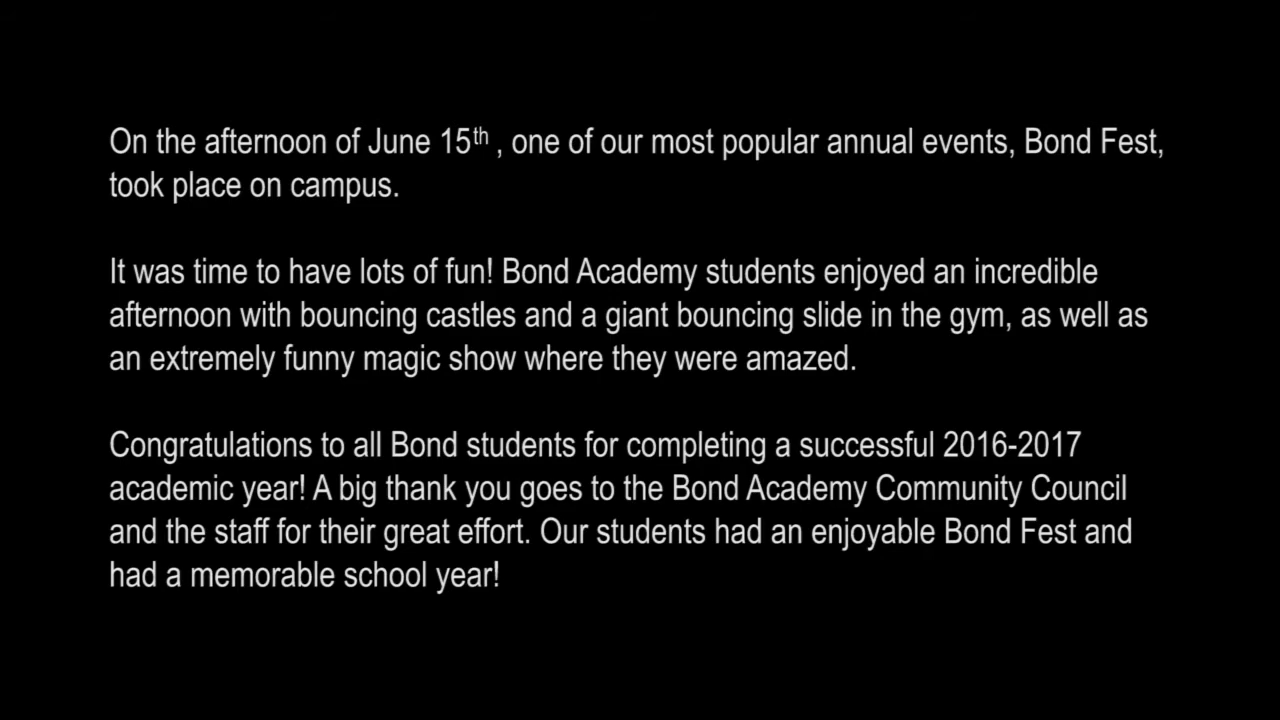 On the afternoon of June 15th , one of our most popular annual events, Bond Fest,
took place on campus.
It was time to have lots of fun! Bond Academy students enjoyed an incredible
afternoon with bouncing castles and a giant bouncing slide in the gym, as well as
an extremely funny magic show where they were amazed.
Congratulations to all Bond students for completing a successful 2016-2017
academic year! A big thank you goes to the Bond Academy Community Council
and the staff for their great effort. Our students had an enjoyable Bond Fest and
had a memorable school year!